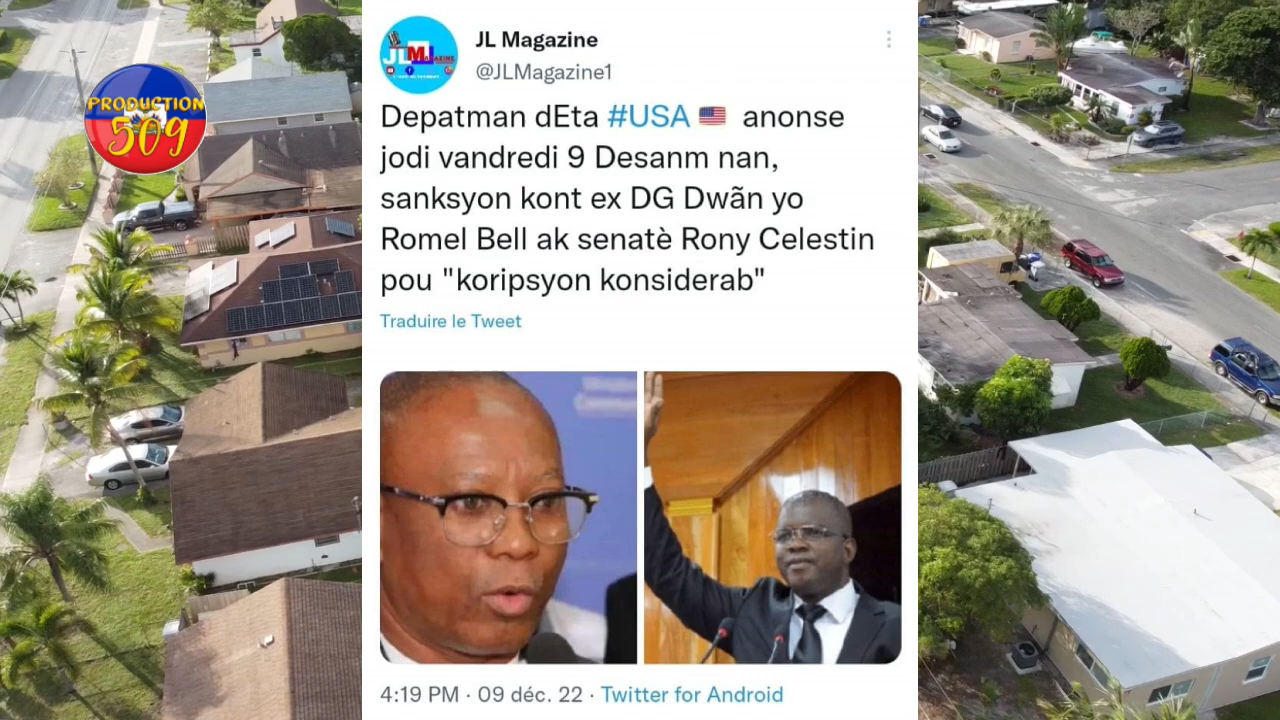 PRODUCTION
509
JL Magazine
@JLMagazine1
Depatman dEta #USA🇺🇸 anonse
jodi vandredi 9 Desanm nan,
sanksyon kont ex DG Dwãn yo
Romel Bell ak senatè Rony Celestin
pou "koripsyon konsiderab"
Traduire le Tweet
4:19 PM · 09 déc. 22 · Twitter for Android